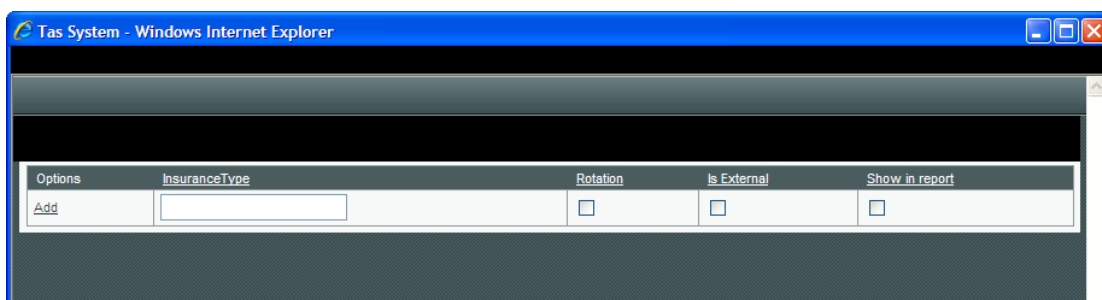 Tas System - Windows Internet Explorer
Options InsuranceType Rotation Is External Show in report
Add